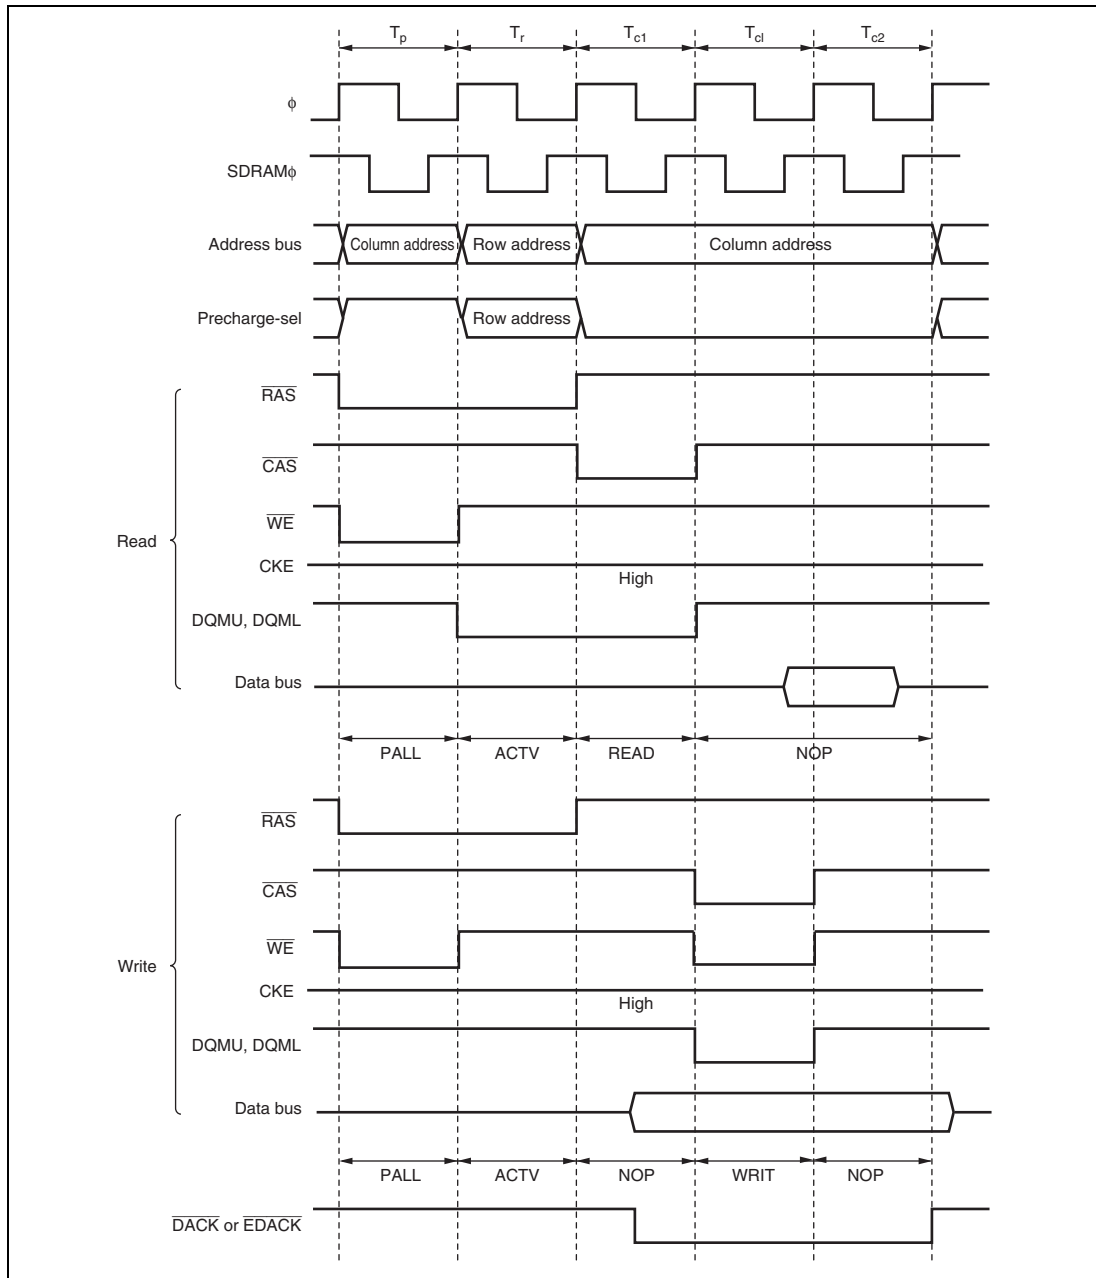 Tp Tr Tc1 Tcl Tc2
ϕ
SDRAMϕ
Address bus Column address Row address Column address
Precharge-sel Row address
RAS
CAS
WE
Read
CKE
High
DQMU, DQML
Data bus
PALL ACTV READ NOP
RAS
CAS
WE
Write
CKE
High
DQMU, DQML
Data bus
PALL ACTV NOP WRIT NOP
DACK or EDACK